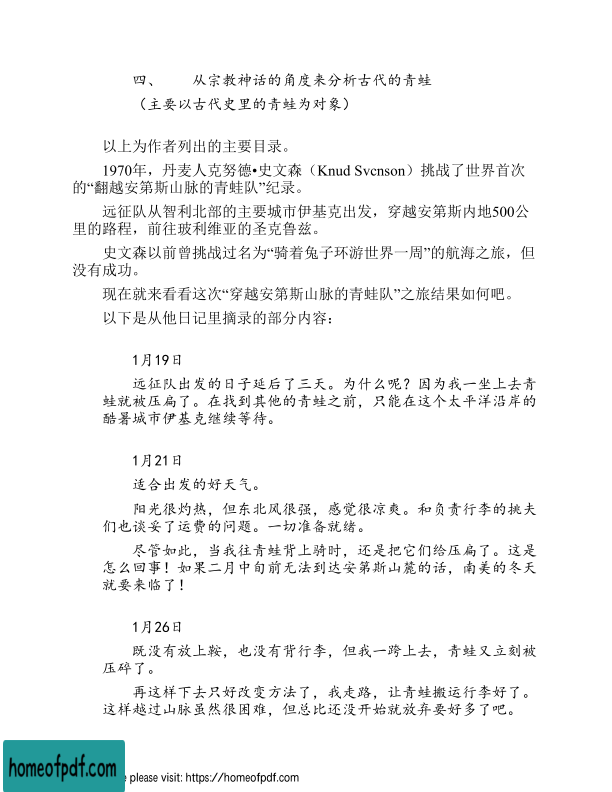 四、 从宗教神话的角度来分析古代的青蛙
（主要以古代史里的青蛙为对象）
以上为作者列出的主要目录。
1970年，丹麦人克努德•史文森（Knud Svcnson）挑战了世界首次
的“翻越安第斯山脉的青蛙队”纪录。
远征队从智利北部的主要城市伊基克出发，穿越安第斯内地500公
里的路程，前往玻利维亚的圣克鲁兹。
史文森以前曾挑战过名为“骑着兔子环游世界一周”的航海之旅，但
没有成功。
现在就来看看这次“穿越安第斯山脉的青蛙队”之旅结果如何吧。
以下是从他日记里摘录的部分内容：
1月19日
远征队出发的日子延后了三天。为什么呢？因为我一坐上去青
蛙就被压扁了。在找到其他的青蛙之前，只能在这个太平洋沿岸的
酷暑城市伊基克继续等待。
1月21日
适合出发的好天气。
阳光很灼热，但东北风很强，感觉很凉爽。和负责行李的挑夫
们也谈妥了运费的问题。一切准备就绪。
尽管如此，当我往青蛙背上骑时，还是把它们给压扁了。这是
怎么回事！如果二月中旬前无法到达安第斯山麓的话，南美的冬天
就要来临了！
1月26日
既没有放上鞍，也没有背行李，但我一跨上去，青蛙又立刻被
压碎了。
再这样下去只好改变方法了，我走路，让青蛙搬运行李好了。
这样越过山脉虽然很困难，但总比还没开始就放弃要好多了吧。
homeofpdf.com
e please visit: https://homeofpdf.com